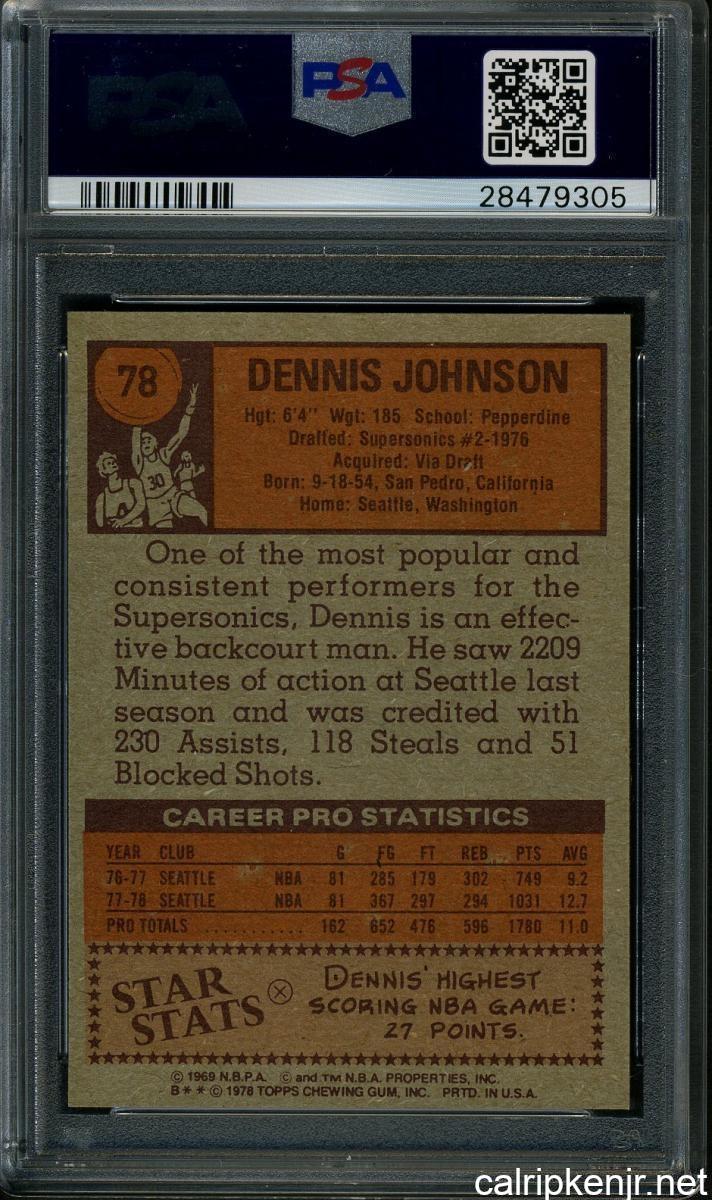 PSA
PSA
28479305
78
DENNIS JOHNSON
Hgt: 6'4" Wgt: 185 School: Pepperdine
Drafted: Supersonics #2-1976
Acquired: Via Draft
Born: 9-18-54, San Pedro, California
Home: Seattle, Washington
30
One of the most popular and
consistent performers for the
Supersonics, Dennis is an effec-
tive backcourt man. He saw 2209
Minutes of action at Seattle last
season and was credited with
230 Assists, 118 Steals and 51
Blocked Shots.
CAREER PRO STATISTICS
YEAR CLUB G FG FT REB PTS AVG
76-77 SEATTLE NBA 81 285 179 302 749 9.2
77-78 SEATTLE NBA 81 367 297 294 1031 12.7
PRO TOTALS ........... 162 652 476 596 1780 11.0
STAR STATS
DENNIS' HIGHEST
SCORING NBA GAME:
27 POINTS.
© 1969 N.B.P.A. © and TM N.B.A. PROPERTIES, INC.
B * * © 1978 TOPPS CHEWING GUM, INC. PRTD. IN U.S.A.
calripkenjr.net